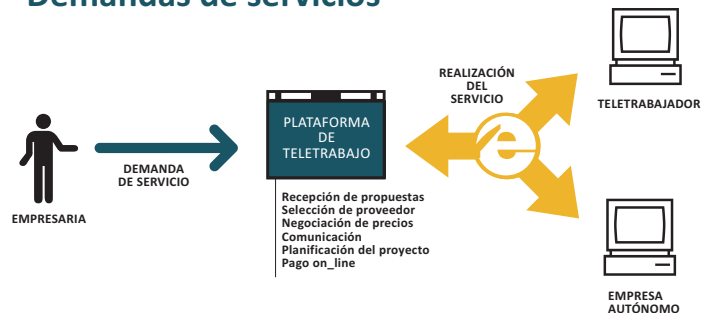 Demandas de servicios
EMPRESARIA
DEMANDA
DE SERVICIO
PLATAFORMA
DE
TELETRABAJO
Recepción de propuestas
Selección de proveedor
Negociación de precios
Comunicación
Planificación del proyecto
Pago on_line
REALIZACIÓN
DEL
SERVICIO
e
TELETRABAJADOR
EMPRESA
AUTÓNOMO